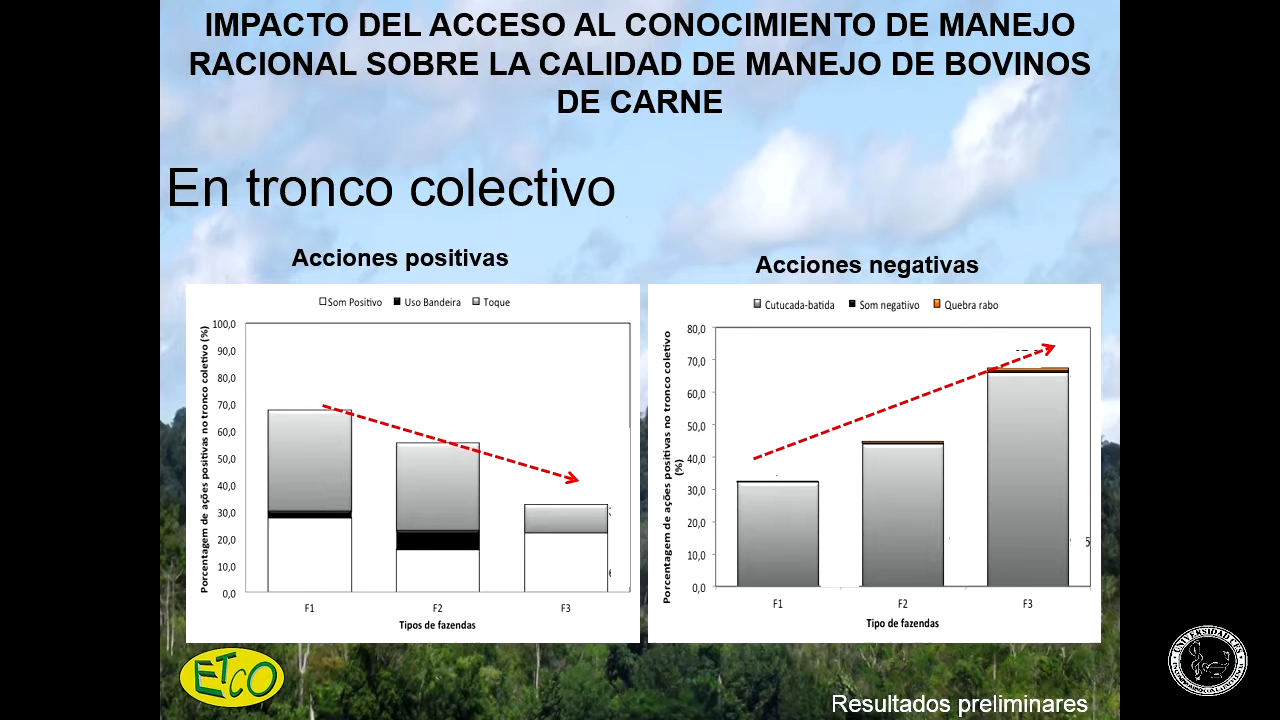 IMPACTO DEL ACCESO AL CONOCIMIENTO DE MANEJO
RACIONAL SOBRE LA CALIDAD DE MANEJO DE BOVINOS
DE CARNE
En tronco colectivo
Acciones positivas
Som Positivo Uso Bandeira Toque
Porcentagem de ações positivas no tronco coletivo (%)
100,0
90,0
80,0
70,0
60,0
50,0
40,0
30,0
20,0
10,0
0,0
F1 F2 F3
Tipos de fazendas
Acciones negativas
Cutucada-batida Som negatiivo Quebra rabo
Porcentagem de ações positivas no tronco coletivo
(%)
80,0
70,0
60,0
50,0
40,0
30,0
20,0
10,0
0,0
F1 F2 F3
Tipo de fazendas
ETCO
Resultados preliminares